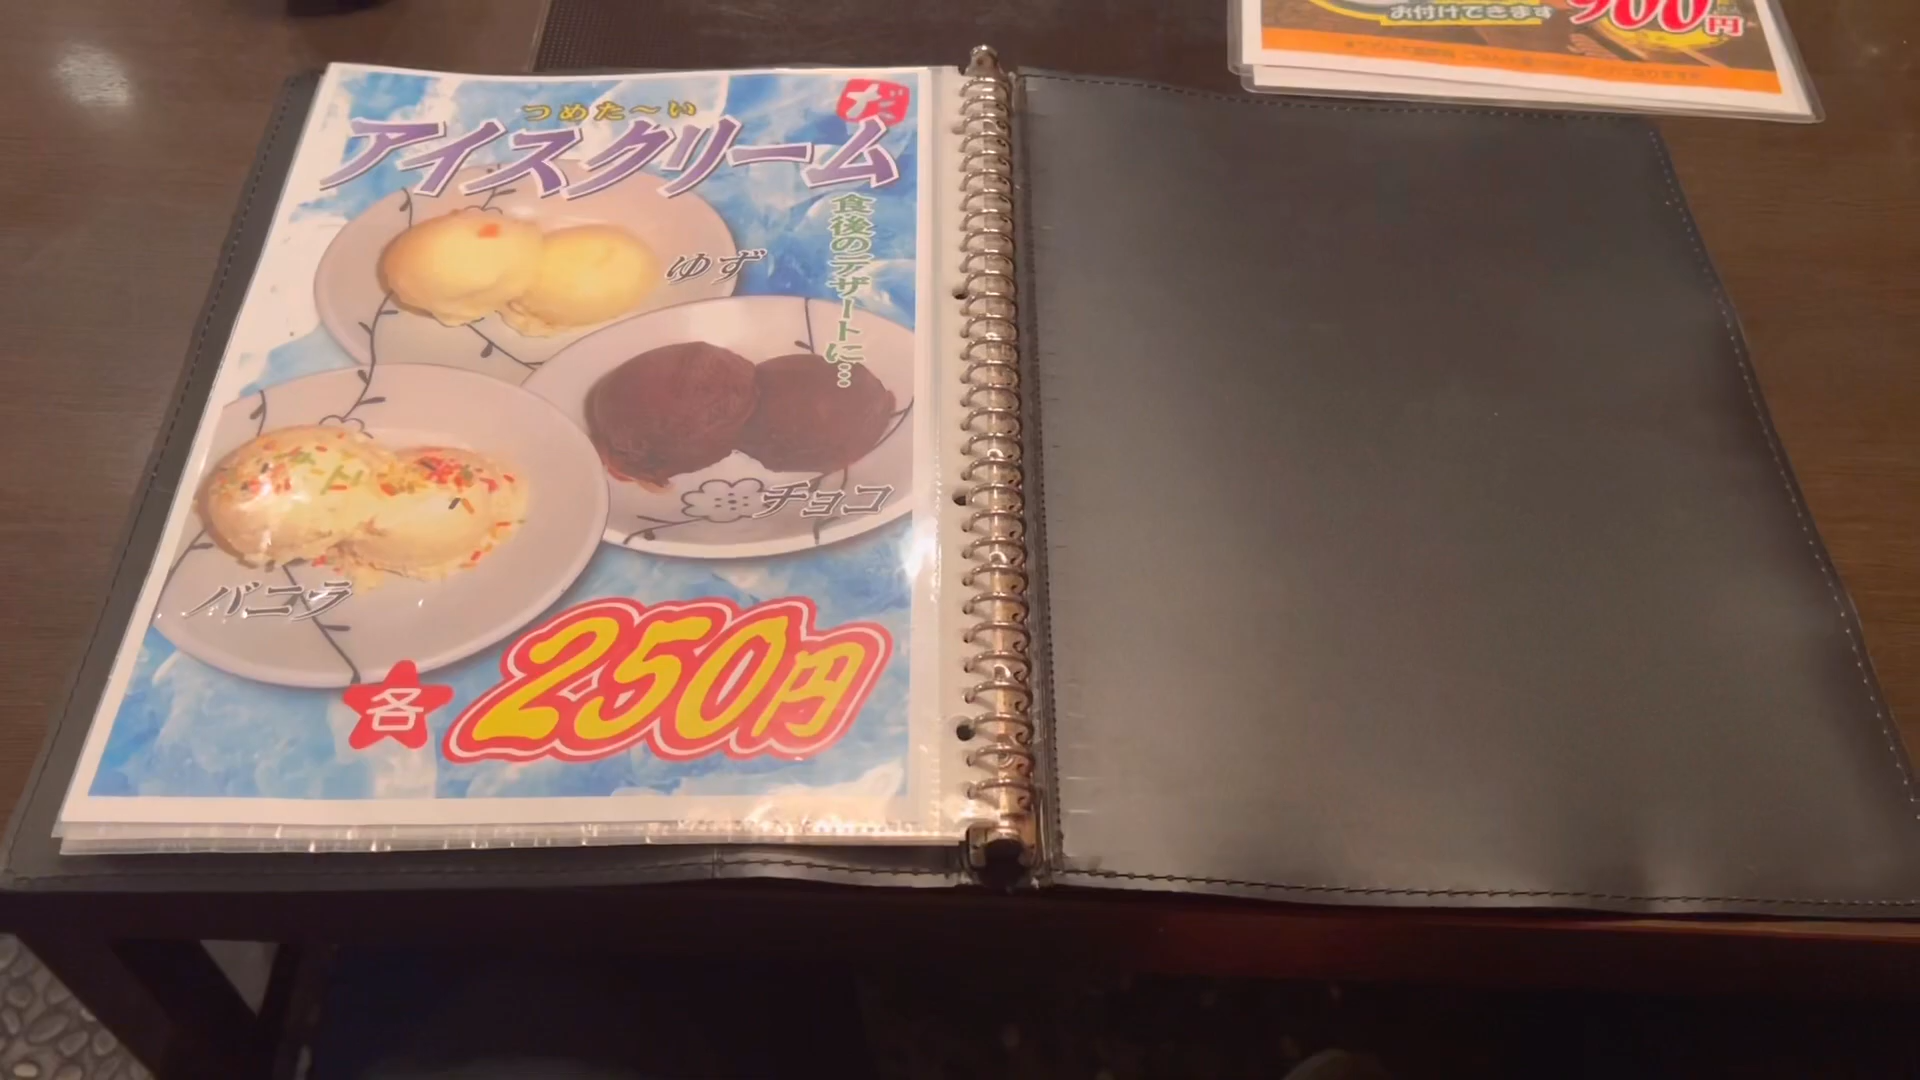 お付けできます
900円
だ
つめた〜い
アイスクリーム
食後のデザートに…
ゆず
チョコ
バニラ
各
250円